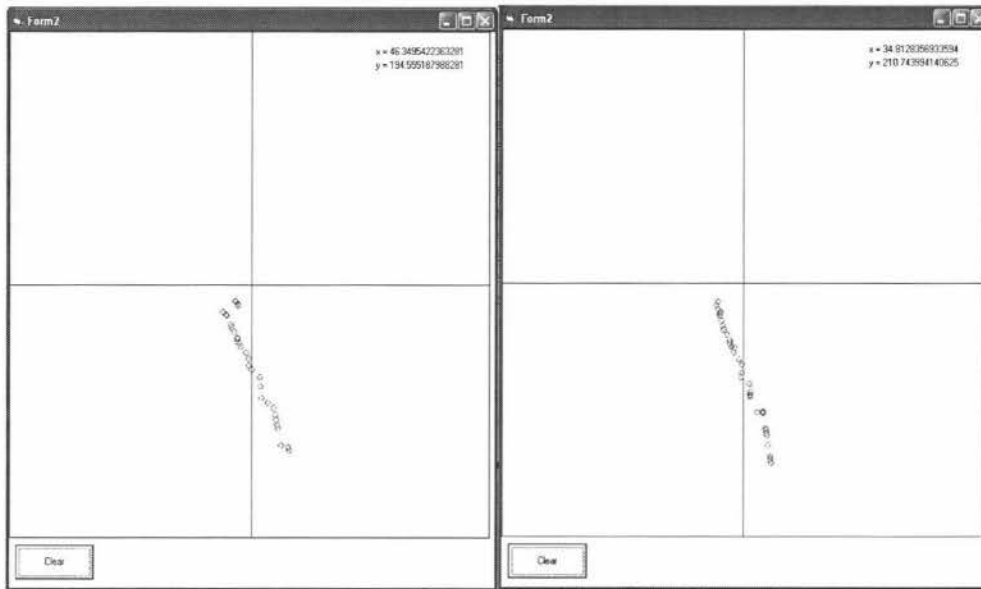 Form2
x = 46.3495422363281
y = 194.555187988281
Clear
Form2
x = 34.8128356933594
y = 210.743994140625
Clear